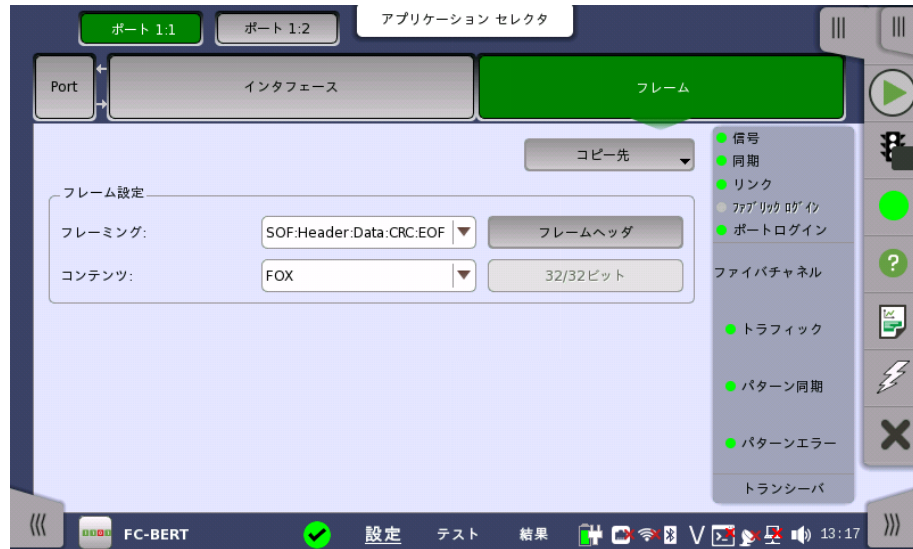 ポート 1:1
ポート 1:2
アプリケーション セレクタ
Port
インタフェース
フレーム
コピー先
フレーム設定
フレーミング:
SOF:Header:Data:CRC:EOF
フレームヘッダ
コンテンツ:
FOX
32/32ビット
信号
同期
リンク
ﾌｧﾌﾞﾘｯｸ ﾛｸﾞｲﾝ
ポートログイン
ファイバチャネル
トラフィック
パターン同期
パターンエラー
トランシーバ
FC-BERT
設定
テスト
結果
13:17